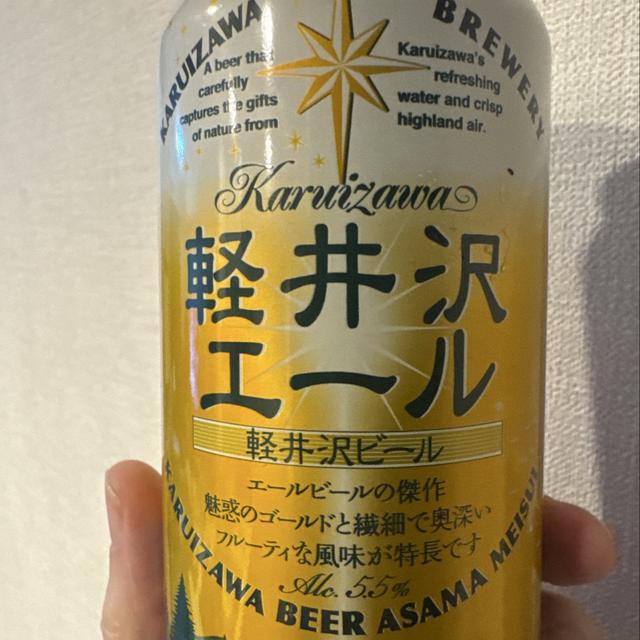 KARUIZAWA BREWERY
A beer that
carefully
captures the gifts
of nature from
Karuizawa's
refreshing
water and crisp
highland air.
Karuizawa
軽井沢
エール
軽井沢ビール
エールビールの傑作
魅惑のゴールドと繊細で奥深い
フルーティな風味が特長です
Alc. 5.5%
KARUIZAWA BEER ASAMA MEISUI